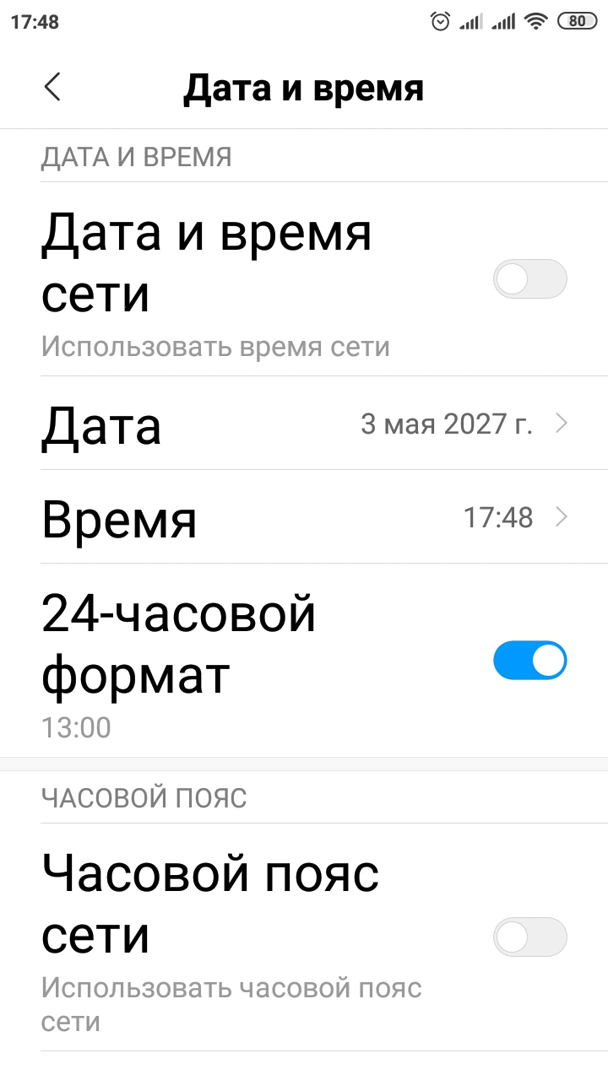 17:48
80
Дата и время
ДАТА И ВРЕМЯ
Дата и время
сети
Использовать время сети
Дата
3 мая 2027 г.
Время
17:48
24-часовой
формат
13:00
ЧАСОВОЙ ПОЯС
Часовой пояс
сети
Использовать часовой пояс
сети